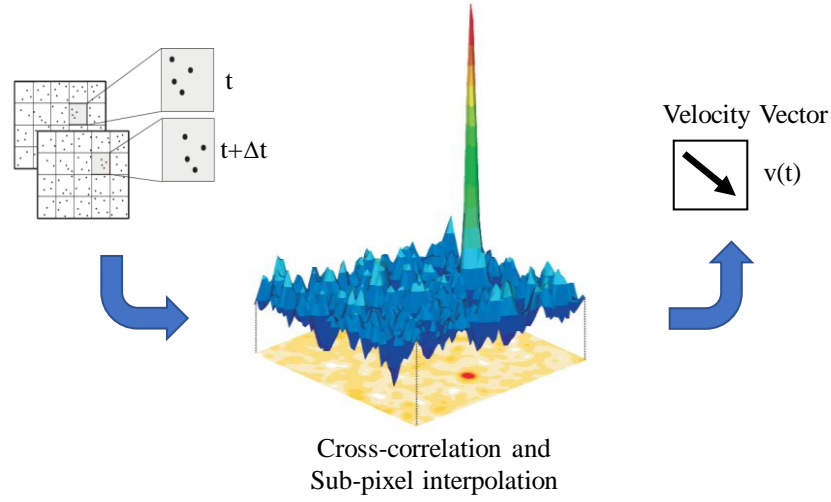 t
t+Δt
Velocity Vector
v(t)
Cross-correlation and
Sub-pixel interpolation